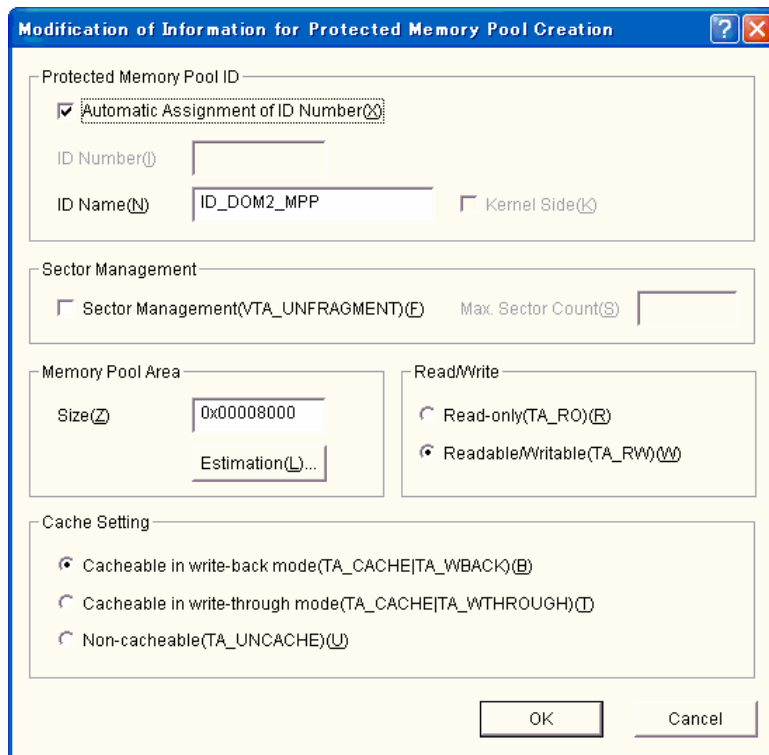 Modification of Information for Protected Memory Pool Creation
Protected Memory Pool ID
Automatic Assignment of ID Number(X)
ID Number(I)
ID Name(N) ID_DOM2_MPP Kernel Side(K)
Sector Management
Sector Management(VTA_UNFRAGMENT)(F) Max. Sector Count(S)
Memory Pool Area
Size(Z) 0x00008000
Estimation(L)...
Read/Write
Read-only(TA_RO)(R)
Readable/Writable(TA_RW)(W)
Cache Setting
Cacheable in write-back mode(TA_CACHE|TA_WBACK)(B)
Cacheable in write-through mode(TA_CACHE|TA_WTHROUGH)(T)
Non-cacheable(TA_UNCACHE)(U)
OK Cancel